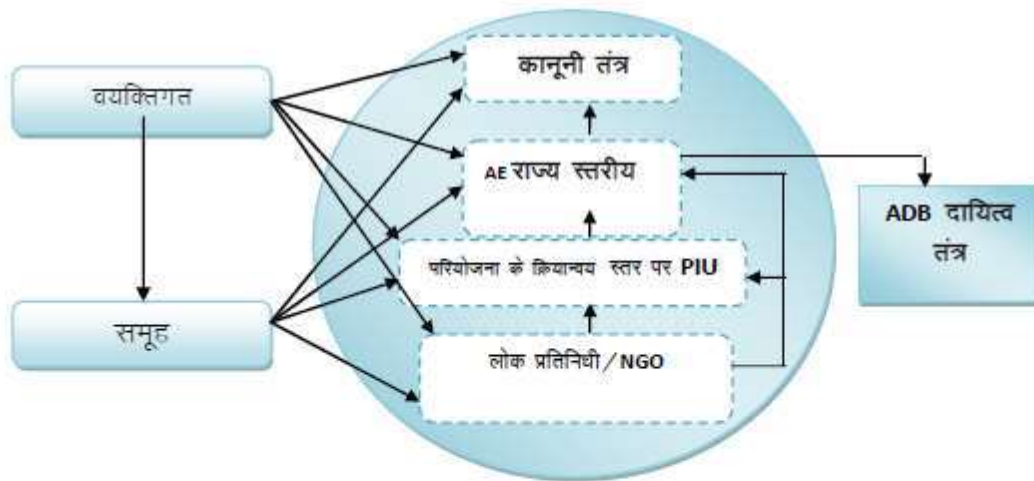 वयक्तिगत
समूह
कानूनी तंत्र
AE राज्य स्तरीय
परियोजना के क्रियान्वय स्तर पर PIU
लोक प्रतिनिधी/NGO
ADB दायित्व
तंत्र